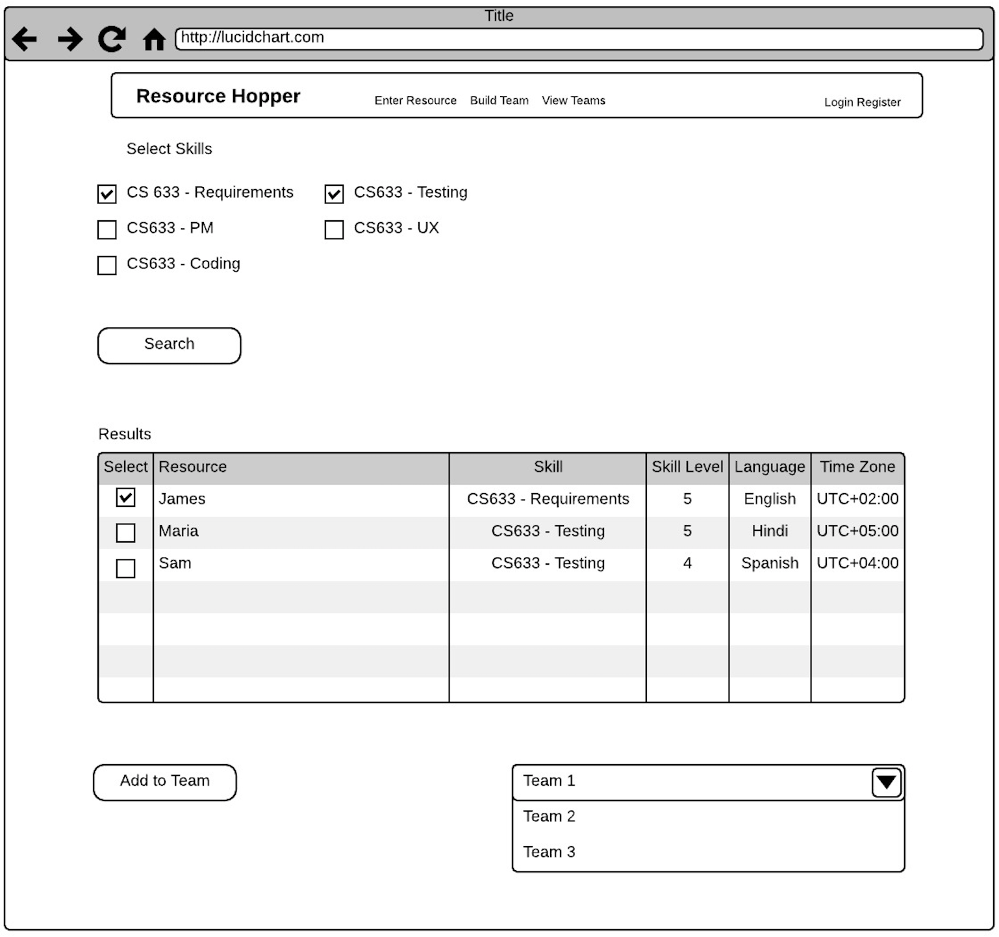 Title
http://lucidchart.com
Resource Hopper Enter Resource Build Team View Teams Login Register
Select Skills
CS 633 - Requirements CS633 - Testing
CS633 - PM CS633 - UX
CS633 - Coding
Search
Results
Select Resource Skill Skill Level Language Time Zone
James CS633 - Requirements 5 English UTC+02:00
Maria CS633 - Testing 5 Hindi UTC+05:00
Sam CS633 - Testing 4 Spanish UTC+04:00
Add to Team Team 1
Team 2
Team 3